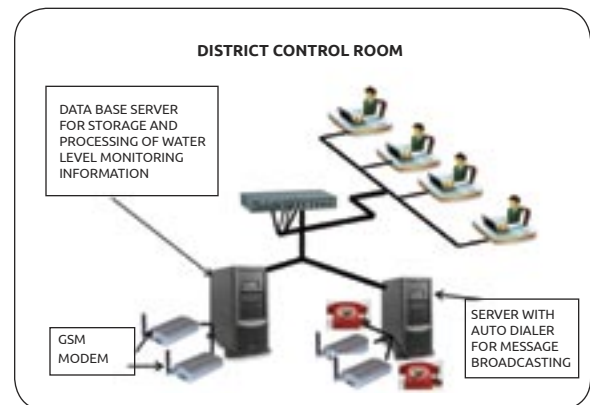 DISTRICT CONTROL ROOM
DATA BASE SERVER
FOR STORAGE AND
PROCESSING OF WATER
LEVEL MONITORING
INFORMATION
GSM
MODEM
SERVER WITH
AUTO DIALER
FOR MESSAGE
BROADCASTING